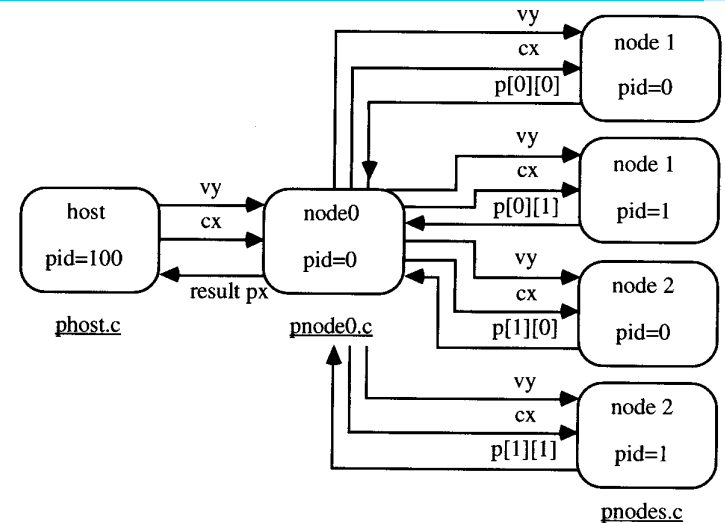 vy
cx
p[0][0]
node 1
pid=0
vy
cx
p[0][1]
node 1
pid=1
host
pid=100
phost.c
vy
cx
result px
node0
pid=0
pnode0.c
vy
cx
p[1][0]
node 2
pid=0
vy
cx
p[1][1]
node 2
pid=1
pnodes.c